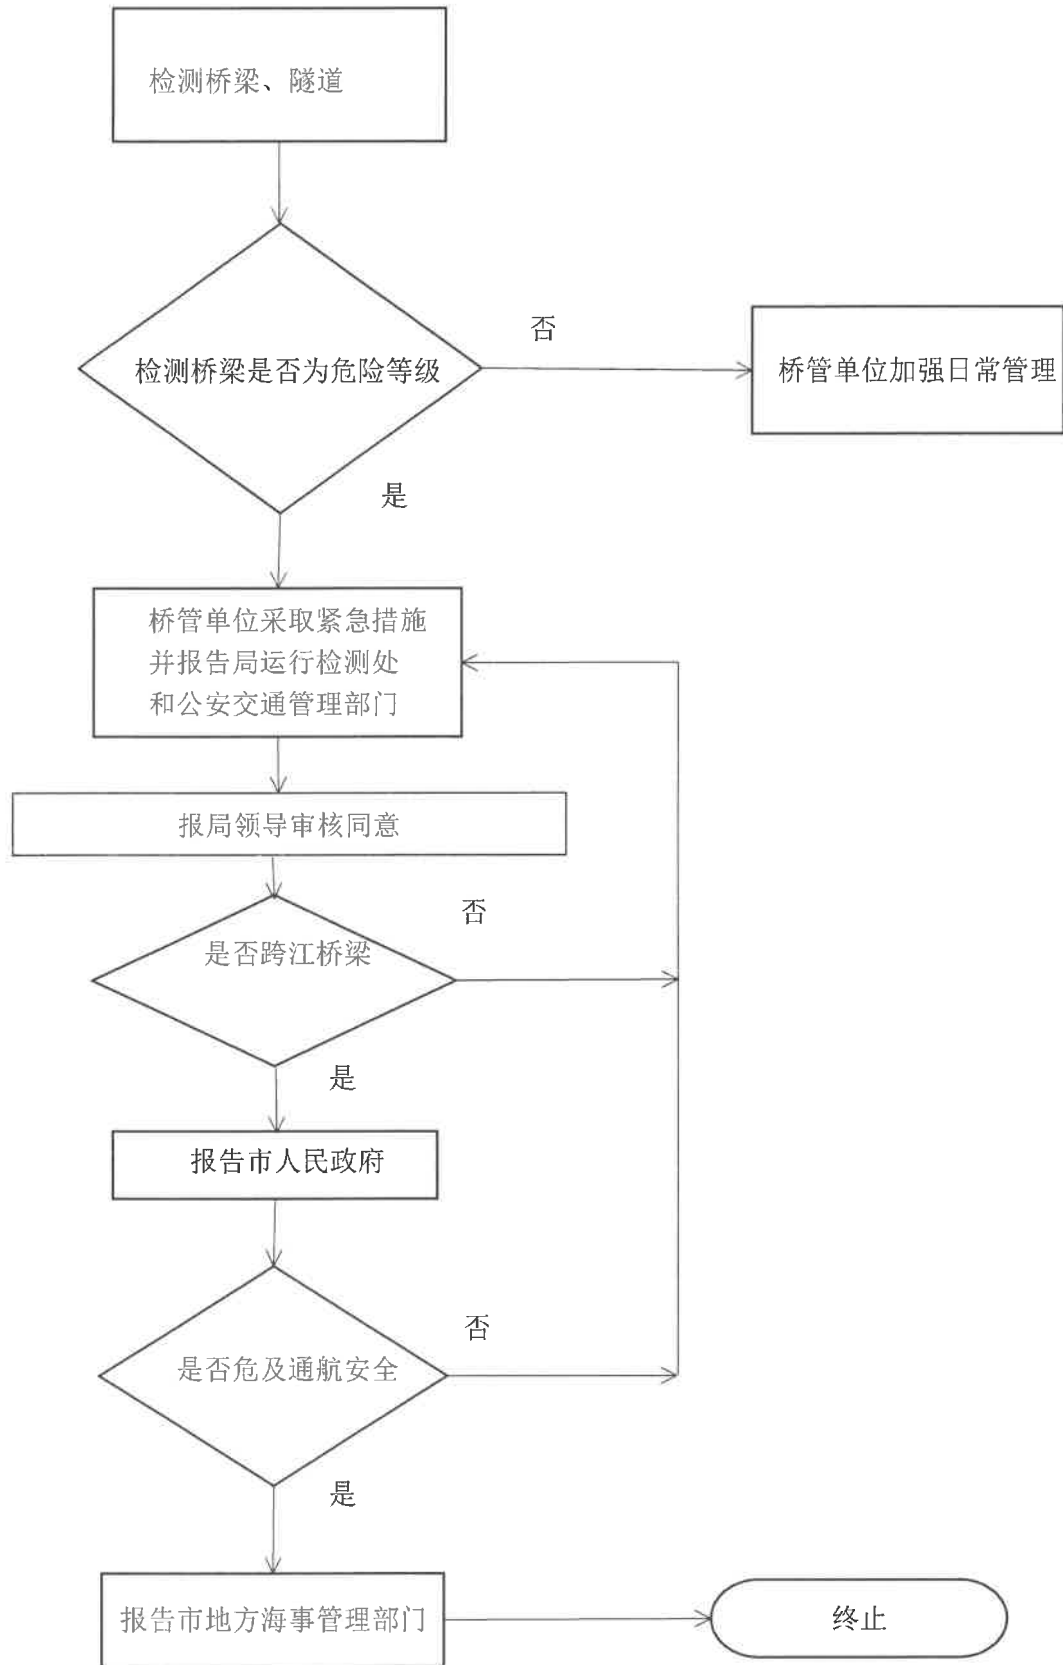 检测桥梁、隧道
检测桥梁是否为危险等级
否
桥管单位加强日常管理
是
桥管单位采取紧急措施
并报告局运行检测处
和公安交通管理部门
报局领导审核同意
否
是否跨江桥梁
是
报告市人民政府
否
是否危及通航安全
是
报告市地方海事管理部门
终止